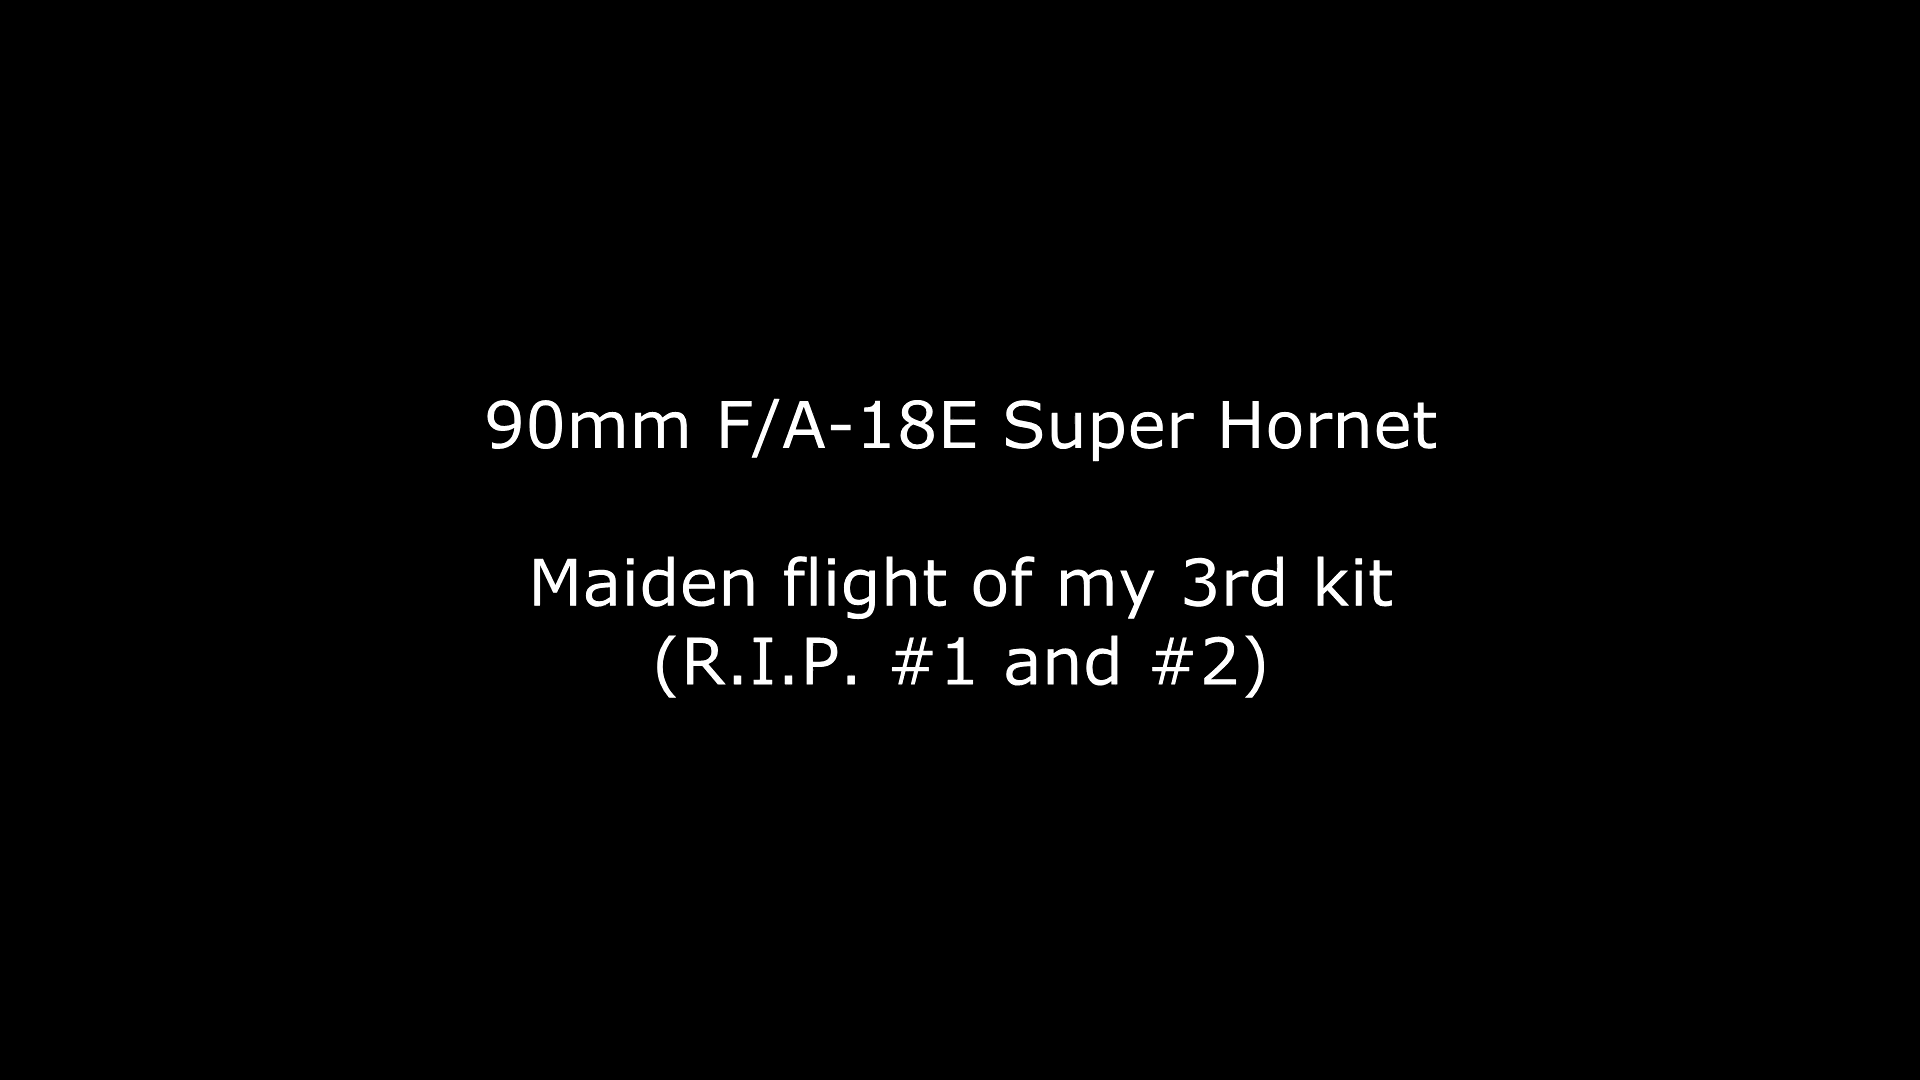 90mm F/A-18E Super Hornet
Maiden flight of my 3rd kit
(R.I.P. #1 and #2)